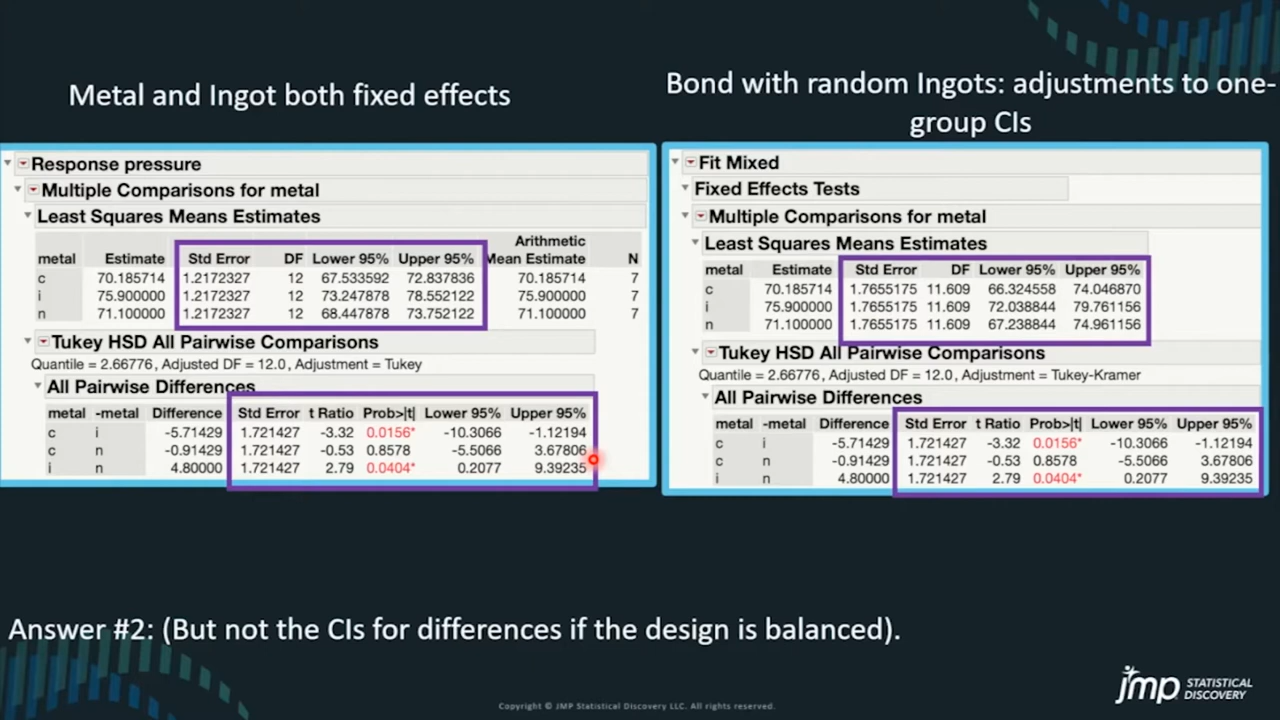 Metal and Ingot both fixed effects
Response pressure
Multiple Comparisons for metal
Least Squares Means Estimates
Arithmetic
metal Estimate Std Error DF Lower 95% Upper 95% Mean Estimate N
c 70.185714 1.2172327 12 67.533592 72.837836 70.185714 7
i 75.900000 1.2172327 12 73.247878 78.552122 75.900000 7
n 71.100000 1.2172327 12 68.447878 73.752122 71.100000 7
Tukey HSD All Pairwise Comparisons
Quantile = 2.66776, Adjusted DF = 12.0, Adjustment = Tukey
All Pairwise Differences
metal -metal Difference Std Error t Ratio Prob>|t| Lower 95% Upper 95%
c i -5.71429 1.721427 -3.32 0.0156* -10.3066 -1.12194
c n -0.91429 1.721427 -0.53 0.8578 -5.5066 3.67806
i n 4.80000 1.721427 2.79 0.0404* 0.2077 9.39235
Bond with random Ingots: adjustments to one-
group CIs
Fit Mixed
Fixed Effects Tests
Multiple Comparisons for metal
Least Squares Means Estimates
metal Estimate Std Error DF Lower 95% Upper 95%
c 70.185714 1.7655175 11.609 66.324558 74.046870
i 75.900000 1.7655175 11.609 72.038844 79.761156
n 71.100000 1.7655175 11.609 67.238844 74.961156
Tukey HSD All Pairwise Comparisons
Quantile = 2.66776, Adjusted DF = 12.0, Adjustment = Tukey-Kramer
All Pairwise Differences
metal -metal Difference Std Error t Ratio Prob>|t| Lower 95% Upper 95%
c i -5.71429 1.721427 -3.32 0.0156* -10.3066 -1.12194
c n -0.91429 1.721427 -0.53 0.8578 -5.5066 3.67806
i n 4.80000 1.721427 2.79 0.0404* 0.2077 9.39235
Answer #2: (But not the CIs for differences if the design is balanced).
Copyright © JMP Statistical Discovery LLC. All rights reserved.
jmp STATISTICAL
DISCOVERY